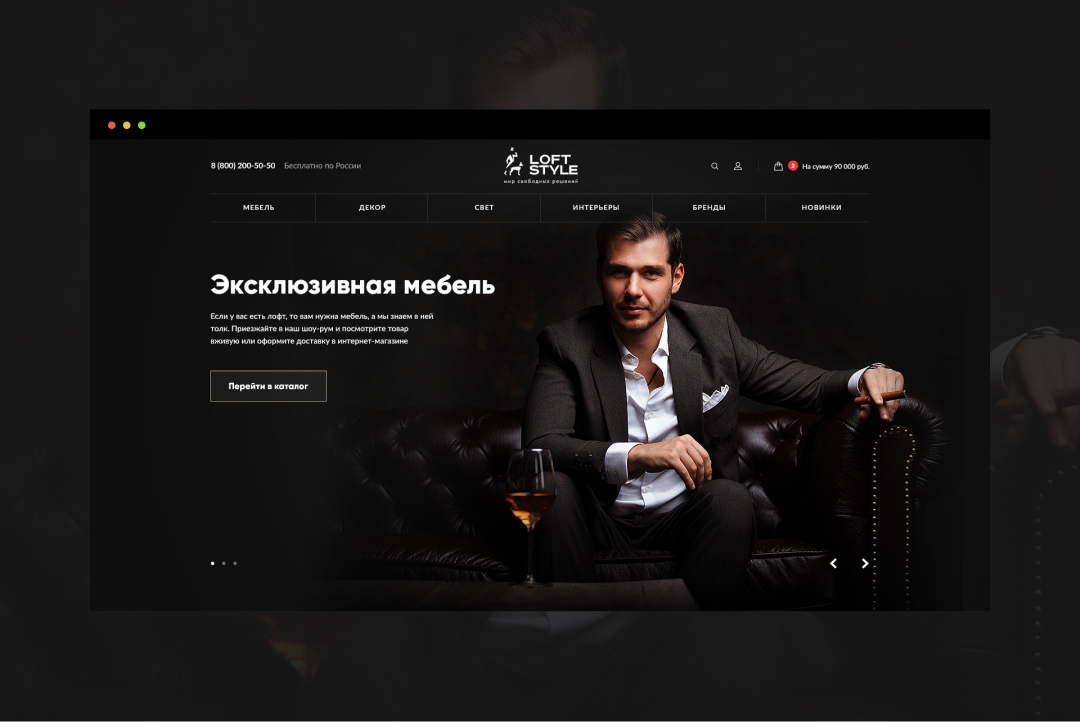 8 (800) 200-50-50 Бесплатно по России
LOFT
STYLE
мир свободных решений
2 На сумму 90 000 руб.
МЕБЕЛЬ ДЕКОР СВЕТ ИНТЕРЬЕРЫ БРЕНДЫ НОВИНКИ
Эксклюзивная мебель
Если у вас есть лофт, то вам нужна мебель, а мы знаем в ней
толк. Приезжайте в наш шоу-рум и посмотрите товар
вживую или оформите доставку в интернет-магазине
Перейти в каталог